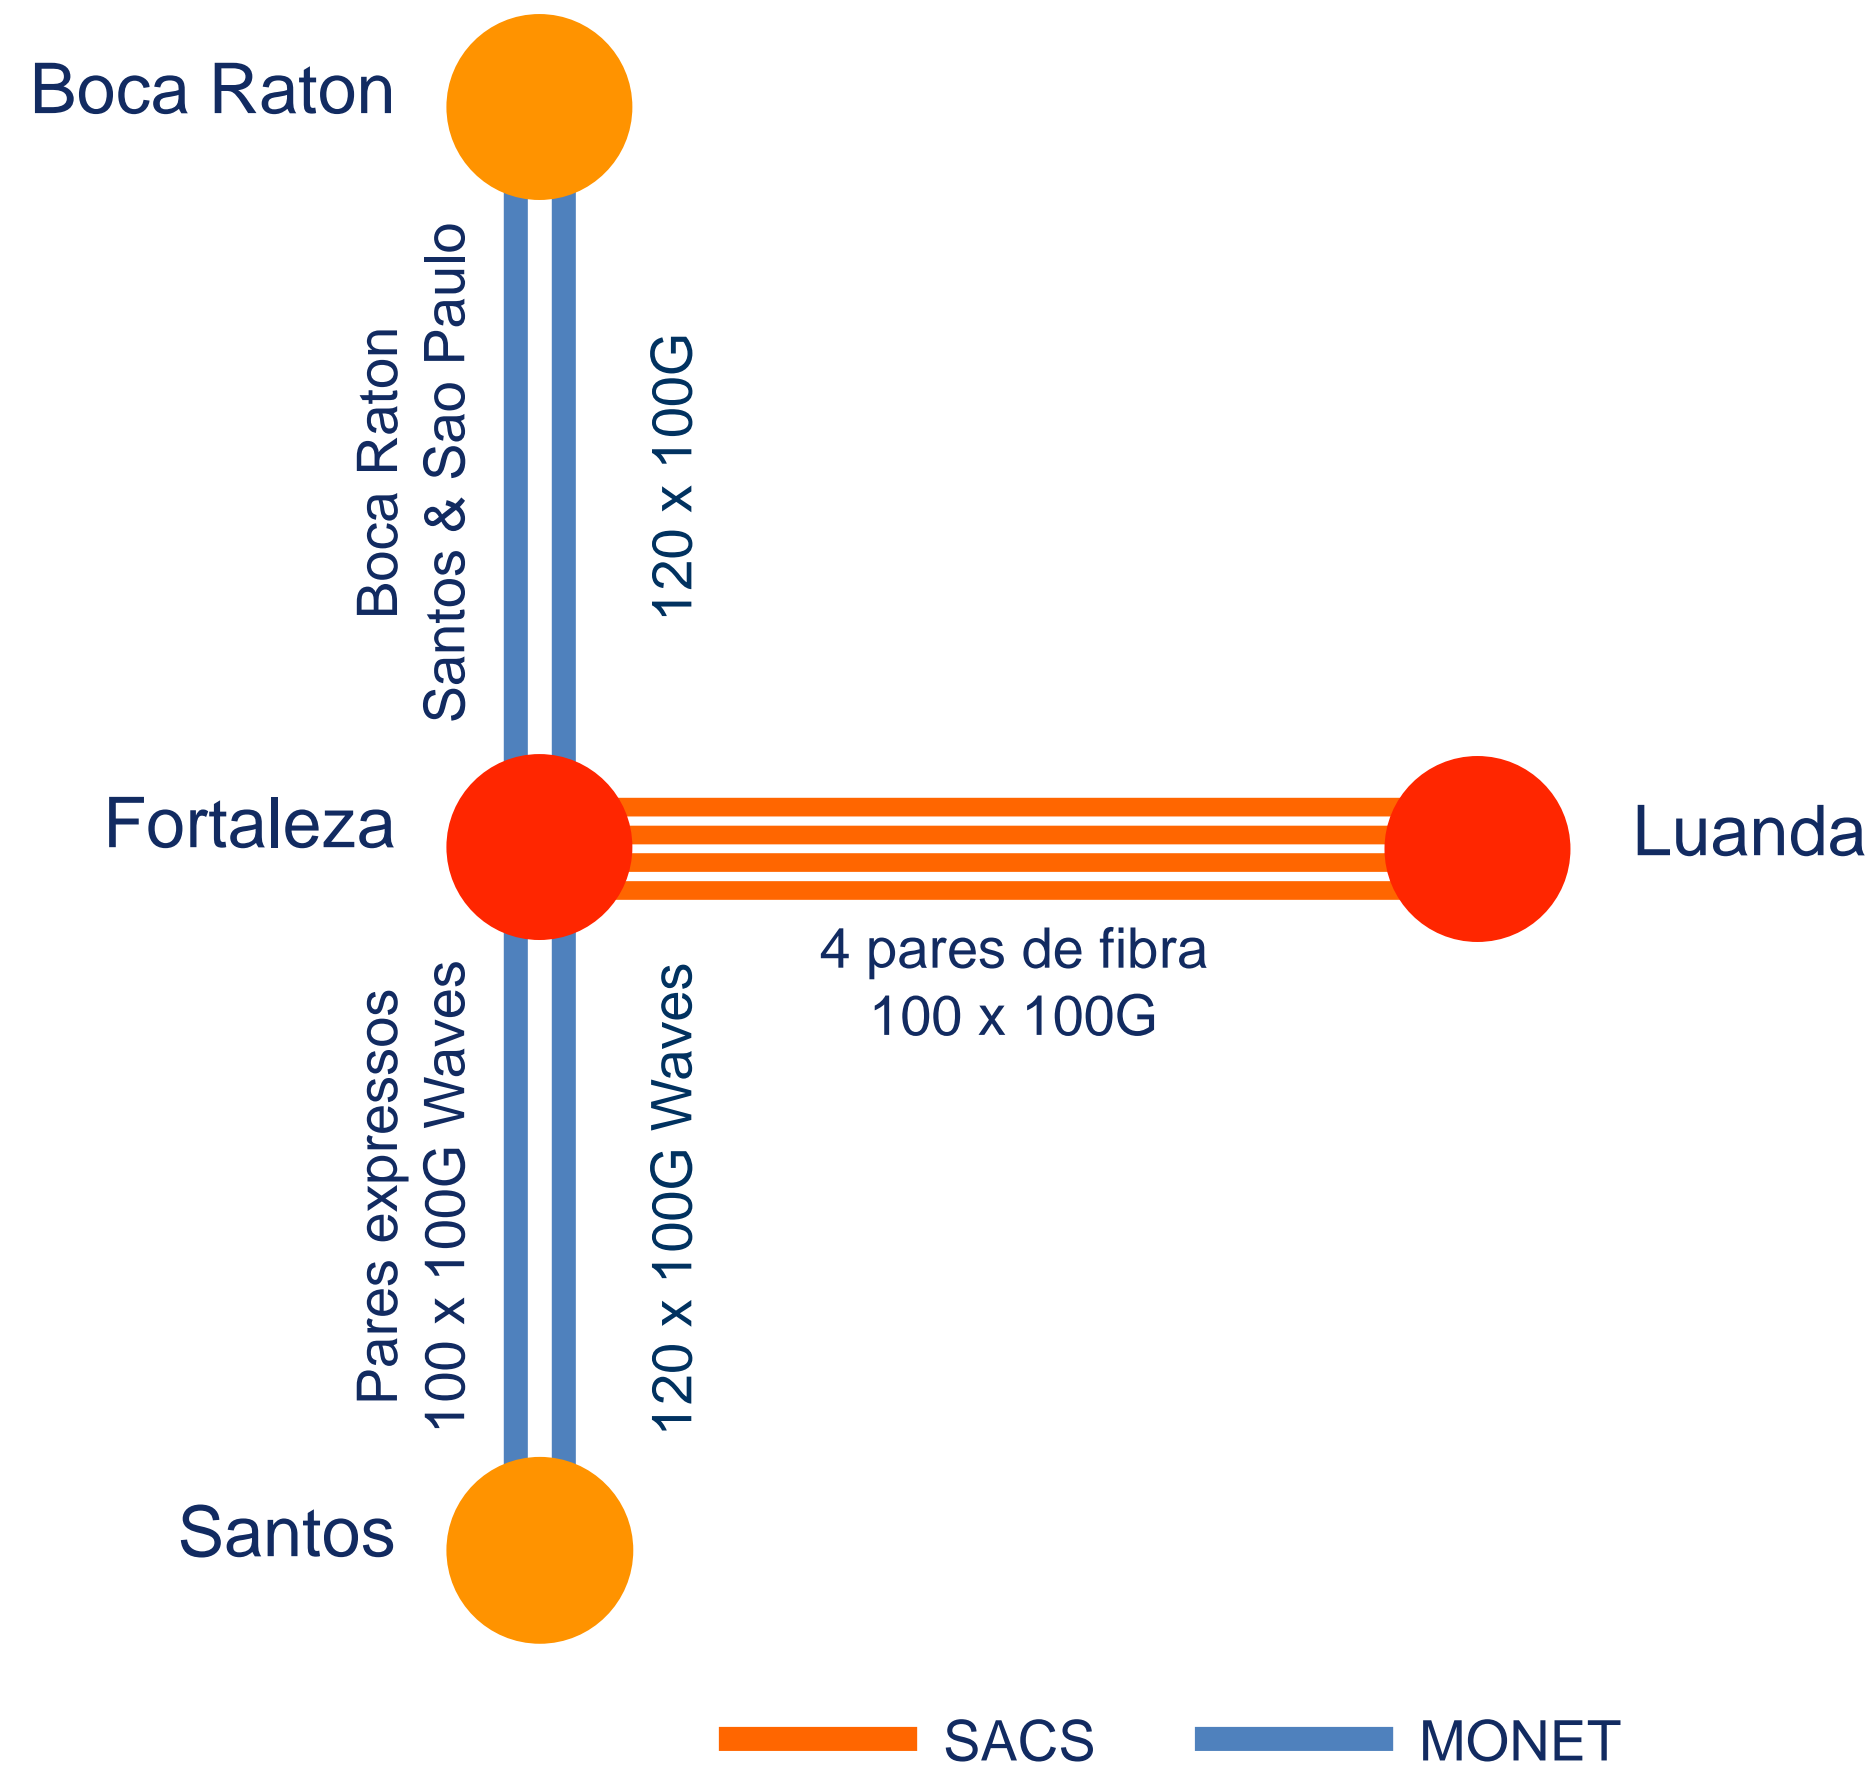 Boca Raton
Boca Raton
Santos & Sao Paulo
120 x 100G
Fortaleza
Luanda
4 pares de fibra
100 x 100G
Pares expressos
100 x 100G Waves
120 x 100G Waves
Santos
SACS
MONET